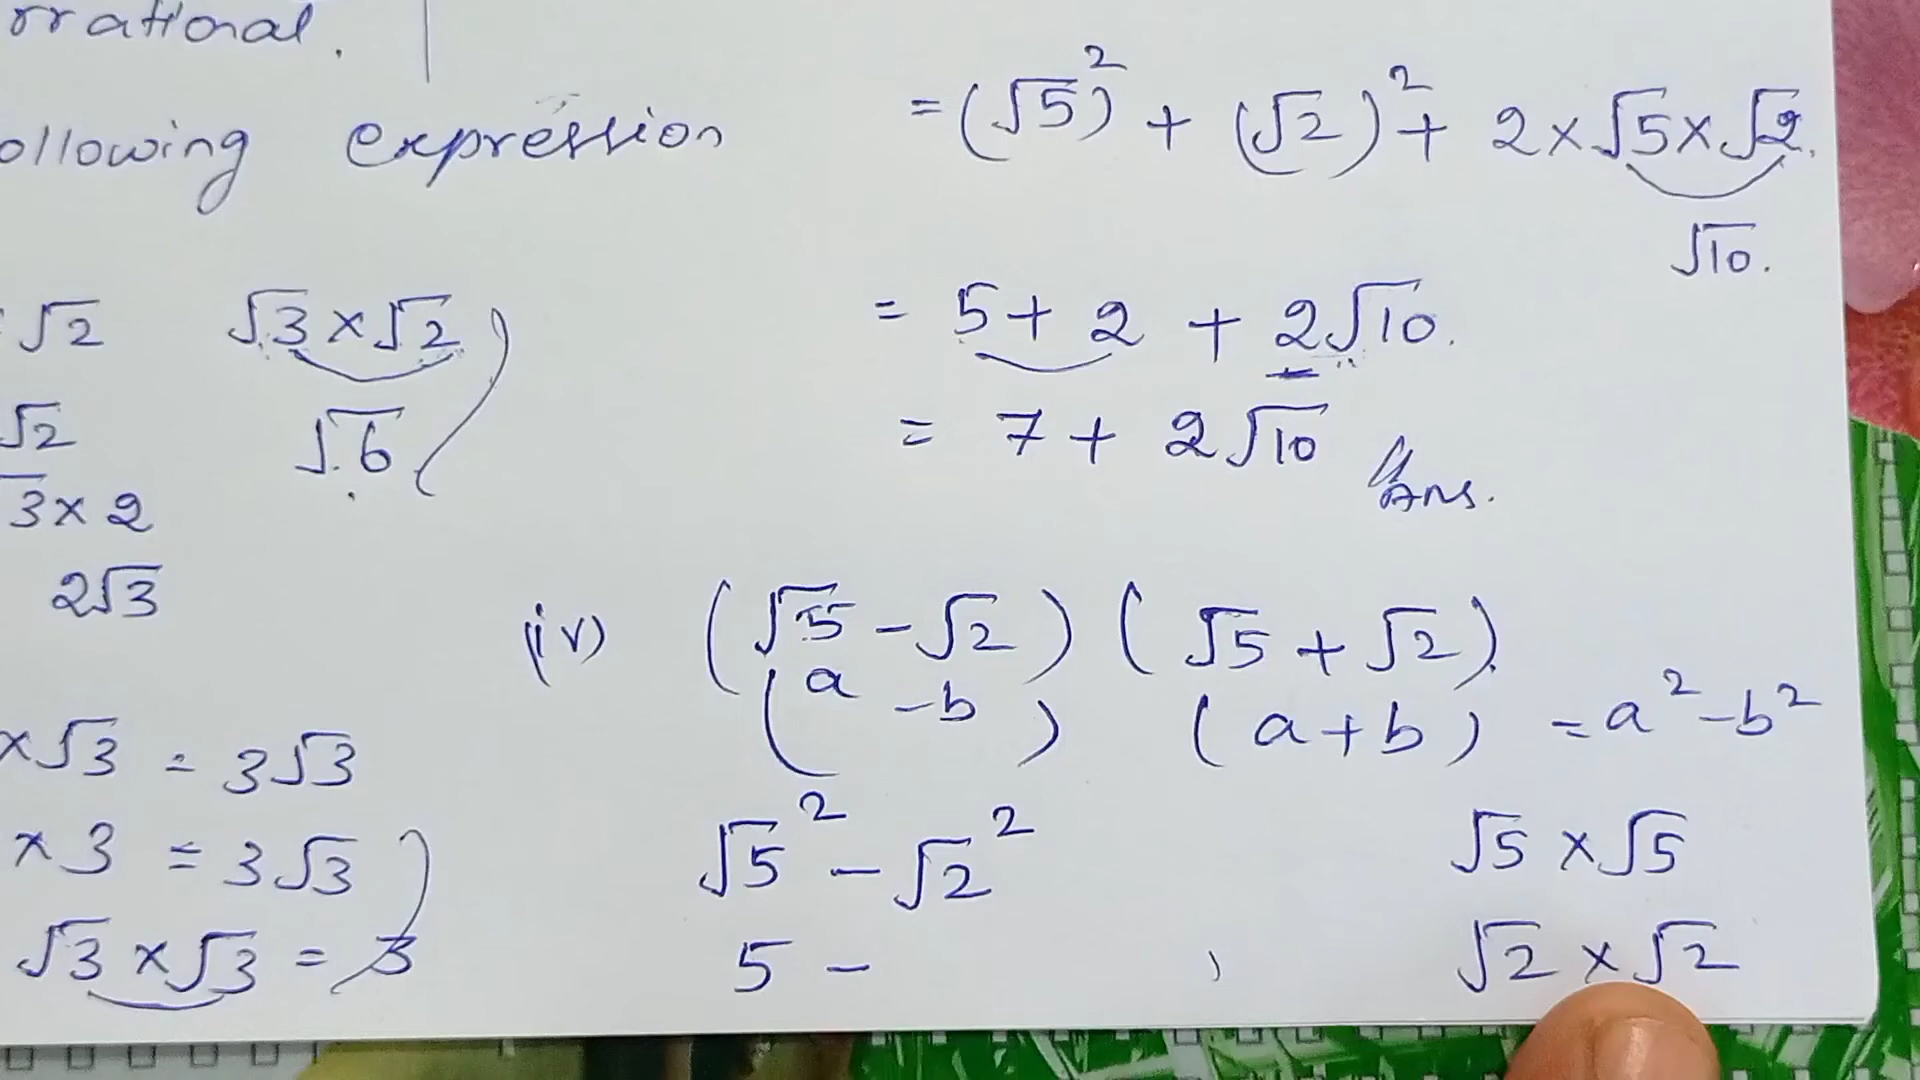 rrational.
ollowing expression
√2 √3 × √2
√6
√2
3 × 2
2√3
× √3 = 3√3
× 3 = 3√3
√3 × √3 = 3
= (√5)² + (√2)² + 2 × √5 × √2.
√10.
= 5 + 2 + 2√10.
= 7 + 2√10 Ans.
(iv) (√5 - √2) (√5 + √2)
(a - b) (a + b) = a² - b²
√5² - √2² √5 × √5
5 - √2 × √2